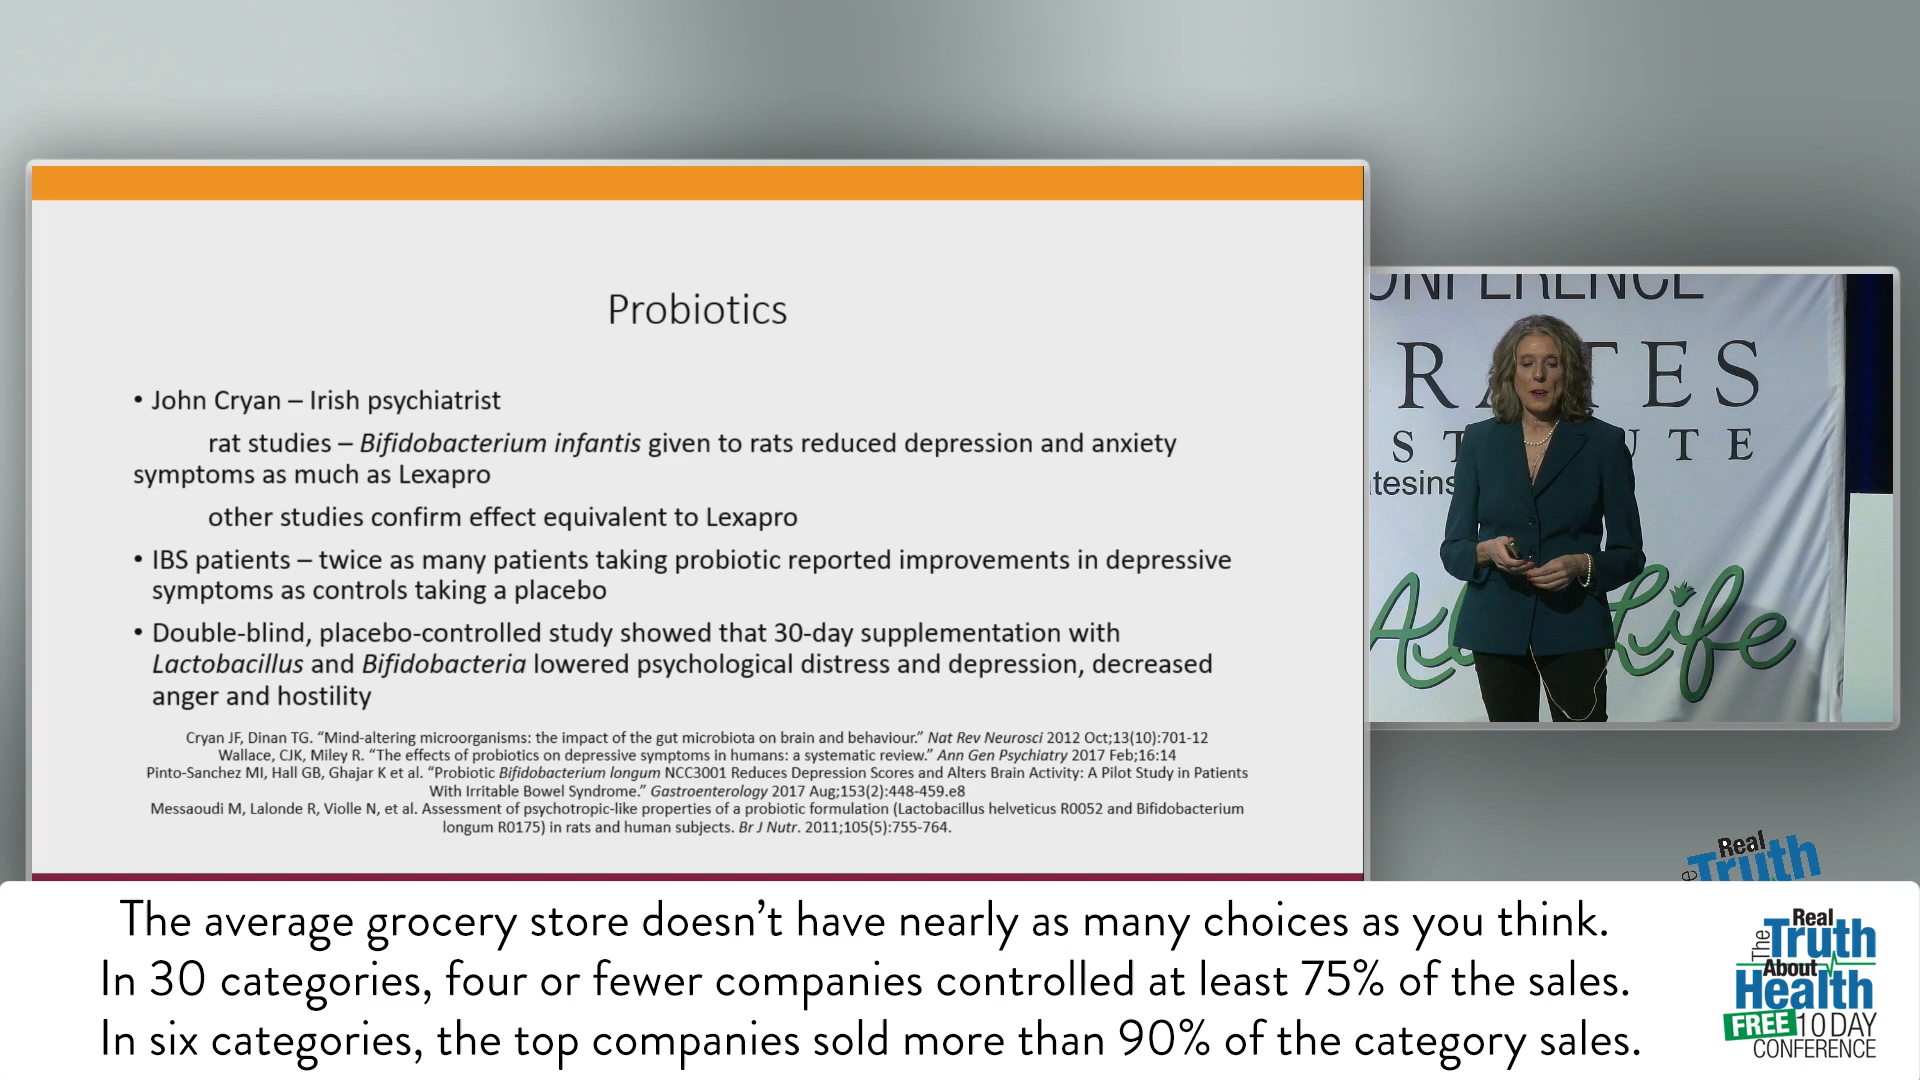 Probiotics
• John Cryan – Irish psychiatrist
rat studies – Bifidobacterium infantis given to rats reduced depression and anxiety
symptoms as much as Lexapro
other studies confirm effect equivalent to Lexapro
• IBS patients – twice as many patients taking probiotic reported improvements in depressive
symptoms as controls taking a placebo
• Double-blind, placebo-controlled study showed that 30-day supplementation with
Lactobacillus and Bifidobacteria lowered psychological distress and depression, decreased
anger and hostility
Cryan JF, Dinan TG. “Mind-altering microorganisms: the impact of the gut microbiota on brain and behaviour.” Nat Rev Neurosci 2012 Oct;13(10):701-12
Wallace, CJK, Miley R. “The effects of probiotics on depressive symptoms in humans: a systematic review.” Ann Gen Psychiatry 2017 Feb;16:14
Pinto-Sanchez MI, Hall GB, Ghajar K et al. “Probiotic Bifidobacterium longum NCC3001 Reduces Depression Scores and Alters Brain Activity: A Pilot Study in Patients
With Irritable Bowel Syndrome.” Gastroenterology 2017 Aug;153(2):448-459.e8
Messaoudi M, Lalonde R, Violle N, et al. Assessment of psychotropic-like properties of a probiotic formulation (Lactobacillus helveticus R0052 and Bifidobacterium
longum R0175) in rats and human subjects. Br J Nutr. 2011;105(5):755-764.
ONFERENCE
RATES
ST UTE
tesins
Life
Real
Truth
The average grocery store doesn’t have nearly as many choices as you think.
In 30 categories, four or fewer companies controlled at least 75% of the sales.
In six categories, the top companies sold more than 90% of the category sales.
The Real
Truth
About
Health
FREE 10 DAY
CONFERENCE